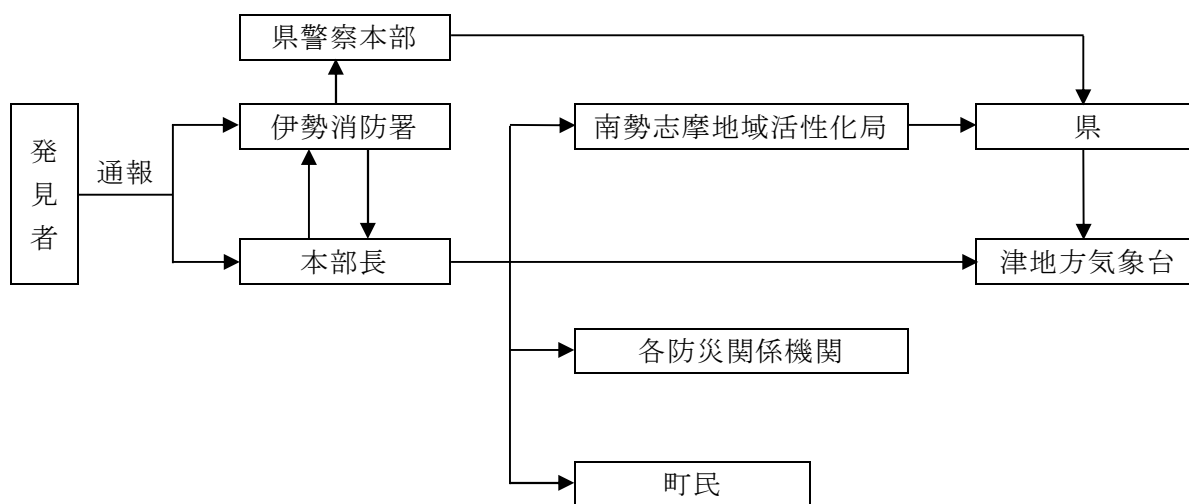 県警察本部
発見者
通報
伊勢消防署
南勢志摩地域活性化局
県
本部長
津地方気象台
各防災関係機関
町民